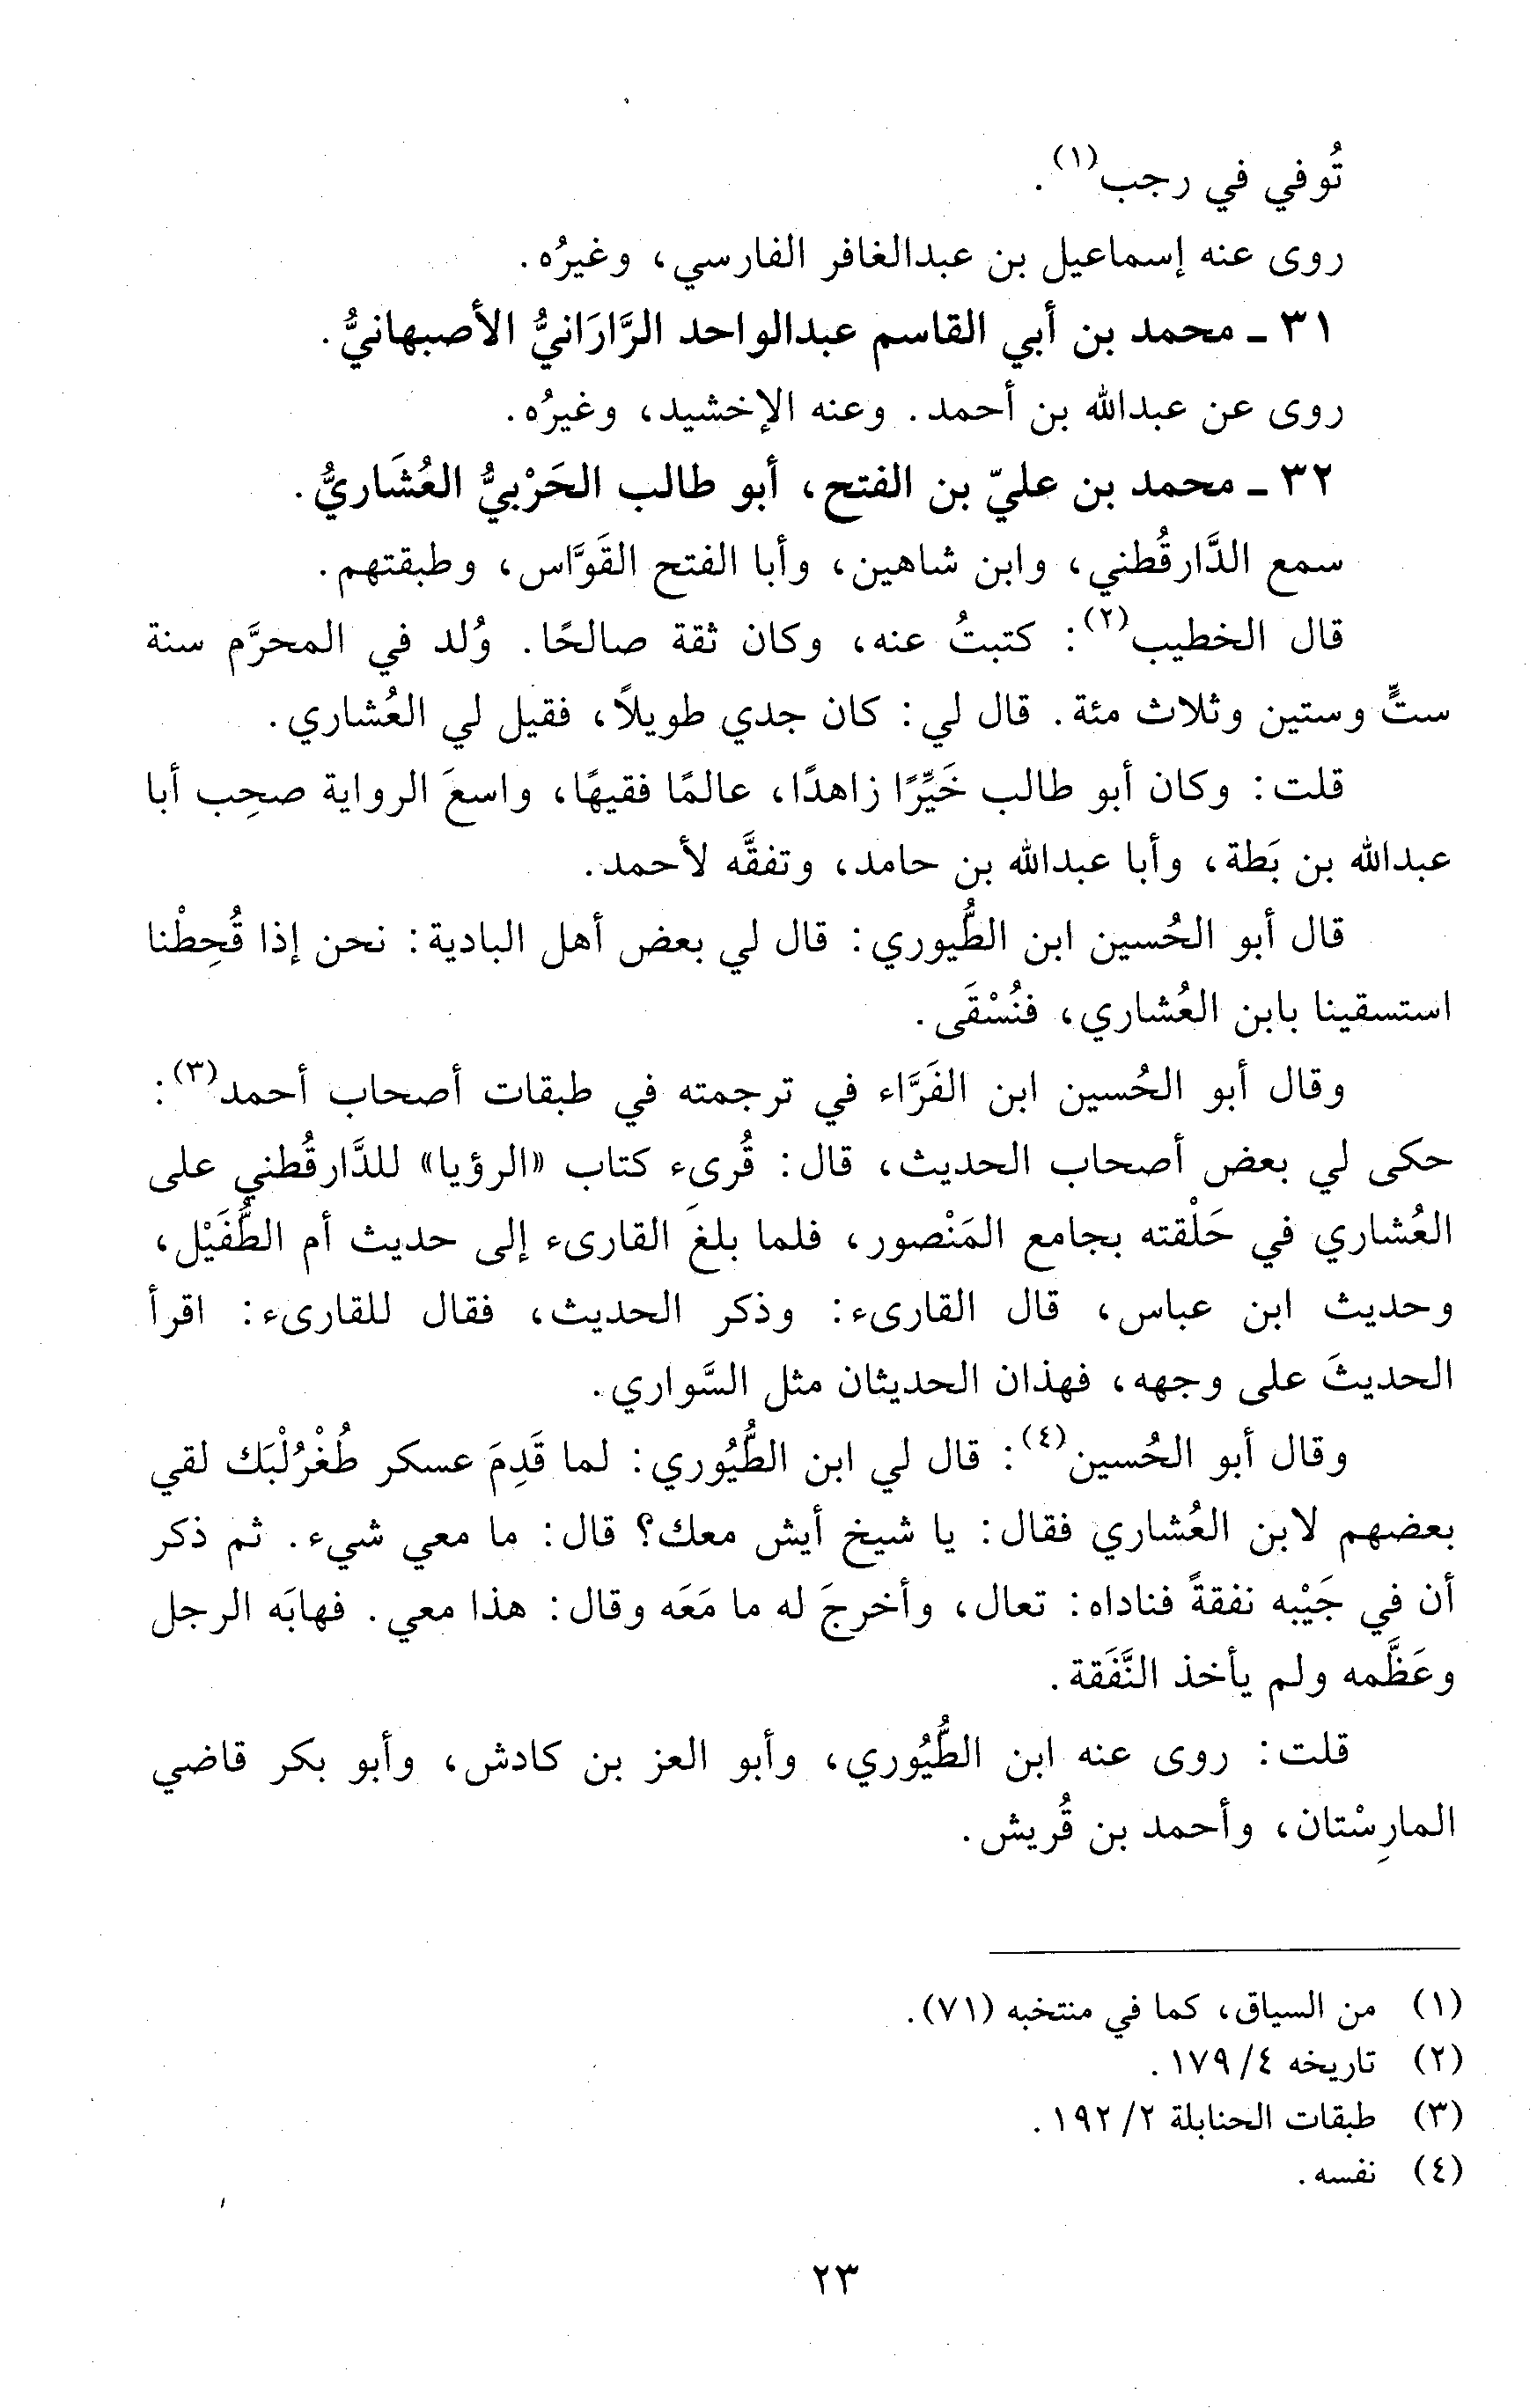 تُوفي في رجب(١).
روى عنه إسماعيل بن عبدالغافر الفارسي، وغيرُه.
٣١ ـ محمد بن أبي القاسم عبدالواحد الرَّارَانيُّ الأصبهانيُّ.
روى عن عبدالله بن أحمد. وعنه الإخشيد، وغيرُه.
٣٢ ـ محمد بن عليّ بن الفتح، أبو طالب الحَرْبيُّ العُشَاريُّ.
سمع الدَّارقُطني، وابن شاهين، وأبا الفتح القَوَّاس، وطبقتهم.
قال الخطيب(٢): كتبتُ عنه، وكان ثقة صالحًا. وُلد في المحرَّم سنة
ستٍّ وستين وثلاث مئة. قال لي: كان جدي طويلاً، فقيل لي العُشاري.
قلت: وكان أبو طالب خَيِّرًا زاهدًا، عالمًا فقيهًا، واسعَ الرواية صحِب أبا
عبدالله بن بَطة، وأبا عبدالله بن حامد، وتفقَّه لأحمد.
قال أبو الحُسين ابن الطُّيوري: قال لي بعض أهل البادية: نحن إذا قُحِطْنا
استسقينا بابن العُشاري، فنُسْقَى.
وقال أبو الحُسين ابن الفَرَّاء في ترجمته في طبقات أصحاب أحمد(٣):
حكى لي بعض أصحاب الحديث، قال: قُرىء كتاب «الرؤيا» للدَّارقُطني على
العُشاري في حَلْقته بجامع المَنْصور، فلما بلغَ القارىء إلى حديث أم الطُّفَيْل،
وحديث ابن عباس، قال القارىء: وذكر الحديث، فقال للقارىء: اقرأ
الحديثَ على وجهه، فهذان الحديثان مثل السَّواري.
وقال أبو الحُسين(٤): قال لي ابن الطُّيُوري: لما قَدِمَ عسكر طُغْرُلْبَك لقي
بعضهم لابن العُشاري فقال: يا شيخ أيش معك؟ قال: ما معي شيء. ثم ذكر
أن في جَيْبه نفقةً فناداه: تعال، وأخرجَ له ما مَعَه وقال: هذا معي. فهابَه الرجل
وعَظَّمه ولم يأخذ النَّفَقة.
قلت: روى عنه ابن الطُّيُوري، وأبو العز بن كادش، وأبو بكر قاضي
المارِسْتان، وأحمد بن قُريش.
(١) من السياق، كما في منتخبه (٧١).
(٢) تاريخه ٤/ ١٧٩.
(٣) طبقات الحنابلة ٢/ ١٩٢.
(٤) نفسه.
٢٣